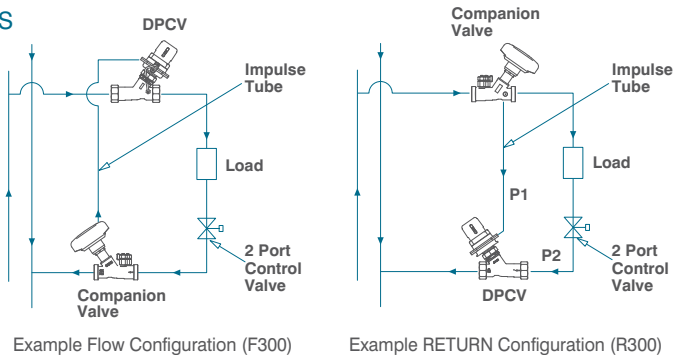 S
DPCV
Impulse
Tube
Load
2 Port
Control
Valve
Companion
Valve
Example Flow Configuration (F300)
Companion
Valve
Impulse
Tube
P1
Load
P2
2 Port
Control
Valve
DPCV
Example RETURN Configuration (R300)